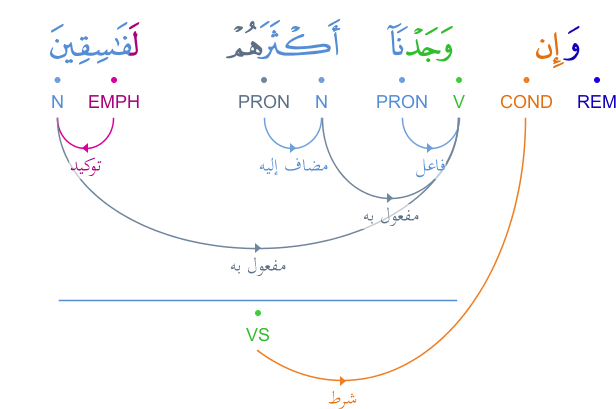 وَإِن وَجَدْنَآ أَكْثَرَهُمْ لَفَٰسِقِينَ
REM COND V PRON N PRON EMPH N
فاعل مضاف إليه توكيد
مفعول به
مفعول به
VS
شرط